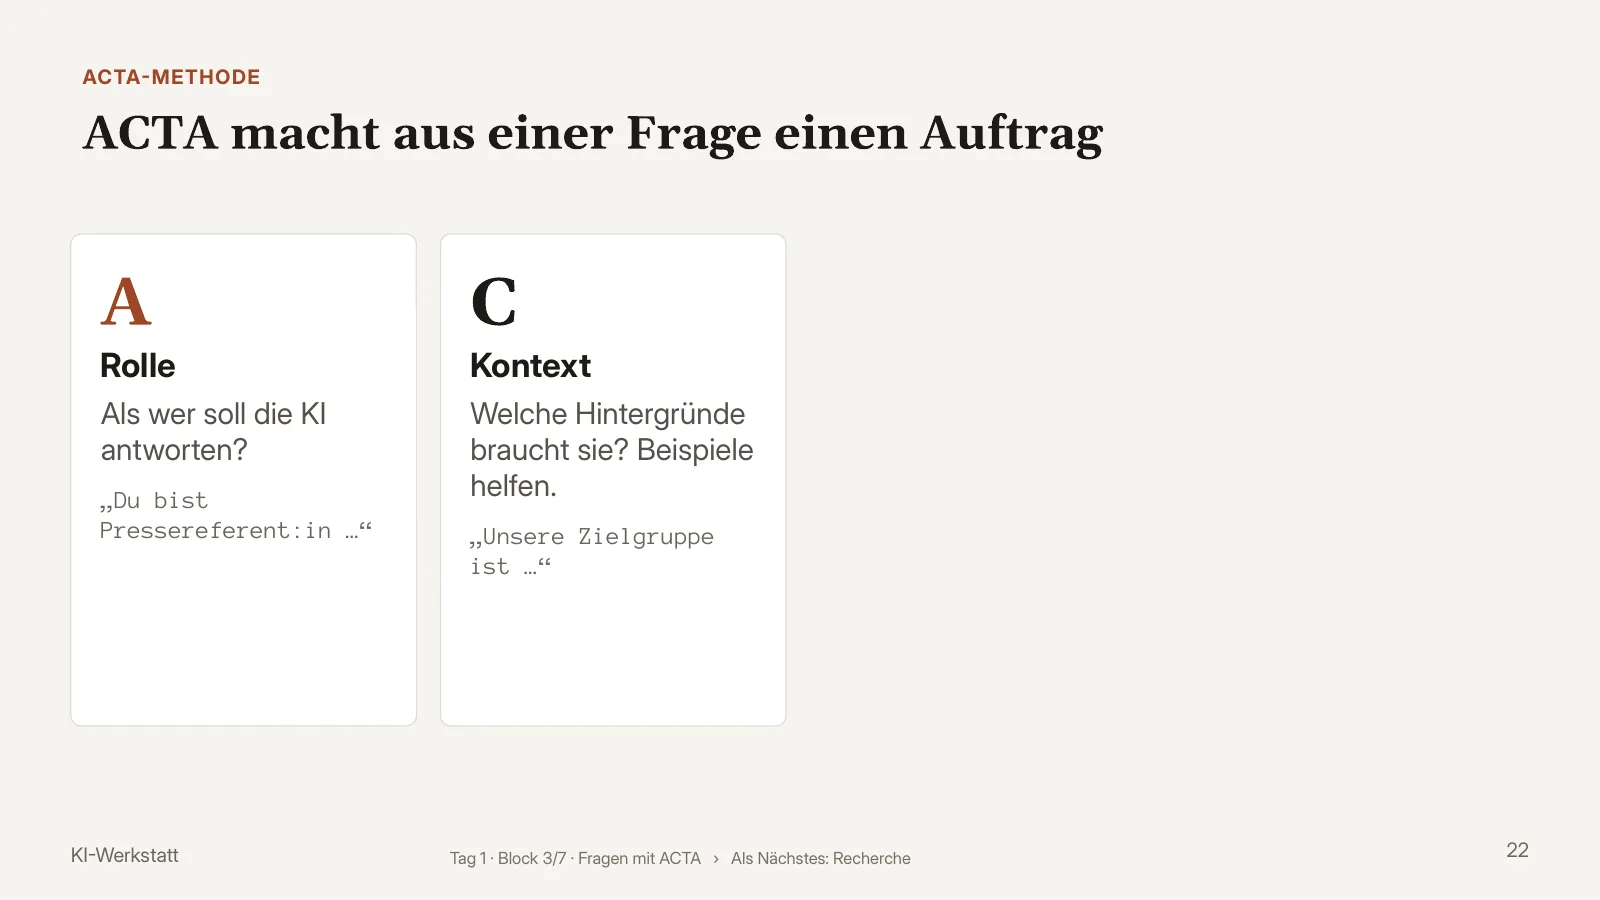 ACTA-METHODE
ACTA macht aus einer Frage einen Auftrag
A
Rolle
Als wer soll die KI
antworten?
„Du bist
Pressereferent:in …“
C
Kontext
Welche Hintergründe
braucht sie? Beispiele
helfen.
„Unsere Zielgruppe
ist …“
KI-Werkstatt
Tag 1 · Block 3/7 · Fragen mit ACTA › Als Nächstes: Recherche
22